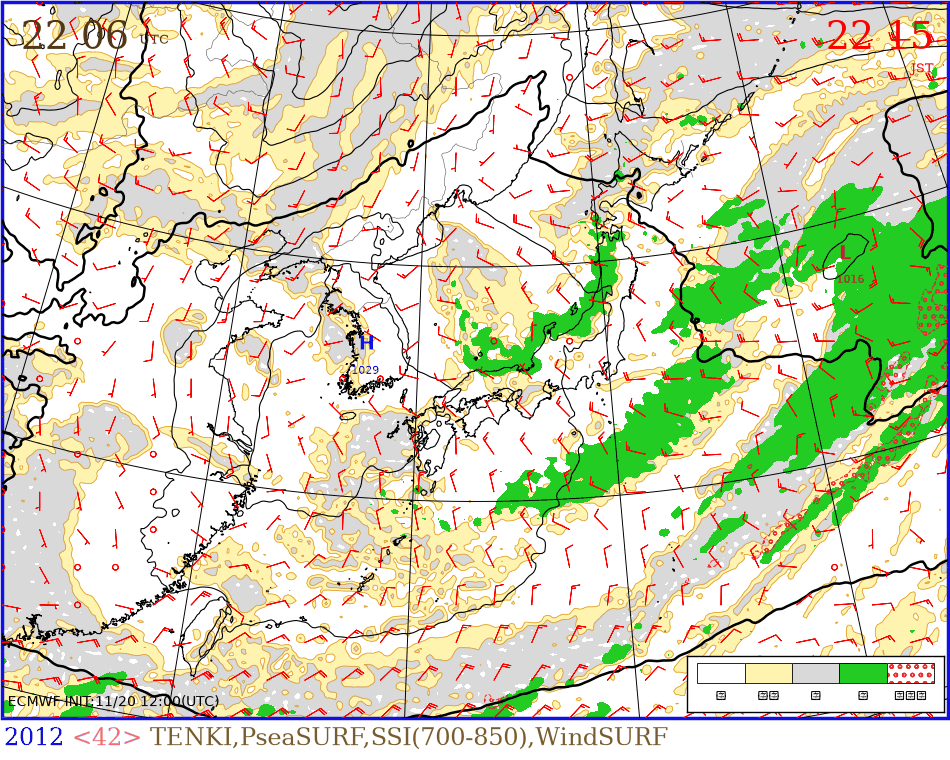 22 06 UTC
22 15 JST
L
1016
H
1029
ECMWF INIT:11/20 12:00(UTC)
2012 <42> TENKI,PseaSURF,SSI(700-850),WindSURF